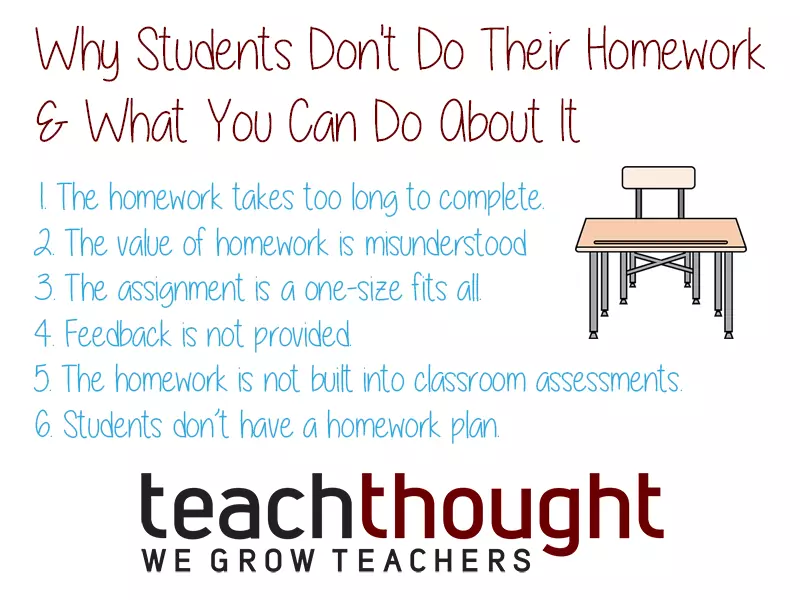 Why Students Don't Do Their Homework
& What You Can Do About It
1. The homework takes too long to complete.
2. The value of homework is misunderstood
3. The assignment is a one-size fits all.
4. Feedback is not provided.
5. The homework is not built into classroom assessments.
6. Students don't have a homework plan.
teachthought
WE GROW TEACHERS